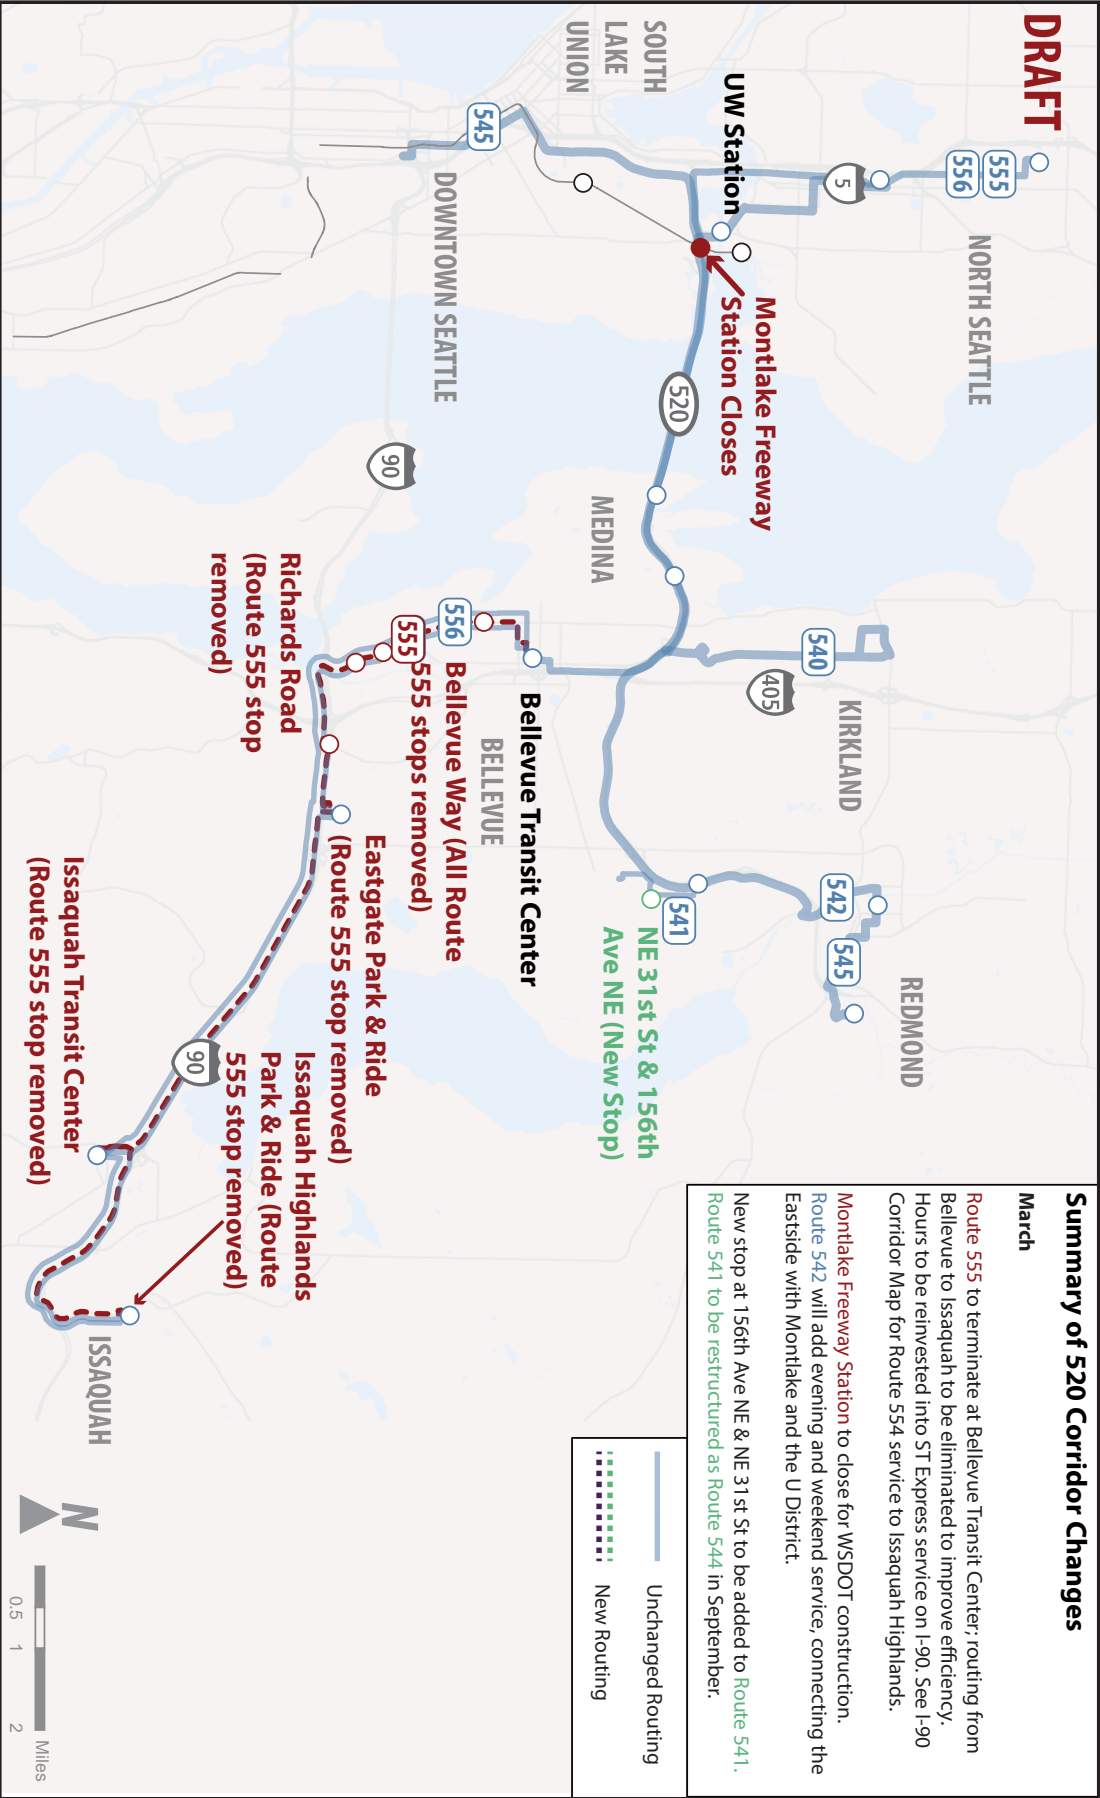 DRAFT
Summary of 520 Corridor Changes
March
Route 555 to terminate at Bellevue Transit Center; routing from
Bellevue to Issaquah to be eliminated to improve efficiency.
Hours to be reinvested into ST Express service on I-90. See I-90
Corridor Map for Route 554 service to Issaquah Highlands.
Montlake Freeway Station to close for WSDOT construction.
Route 542 will add evening and weekend service, connecting the
Eastside with Montlake and the U District.
New stop at 156th Ave NE & NE 31st St to be added to Route 541.
Route 541 to be restructured as Route 544 in September.
Unchanged Routing
New Routing
555
556
NORTH SEATTLE
5
UW Station
Montlake Freeway
Station Closes
SOUTH
LAKE
UNION
520
545
DOWNTOWN SEATTLE
90
MEDINA
540
405
KIRKLAND
542
545
REDMOND
541
NE 31st St & 156th
Ave NE (New Stop)
Bellevue Transit Center
BELLEVUE
556
555
Bellevue Way (All Route
555 stops removed)
Richards Road
(Route 555 stop
removed)
Eastgate Park & Ride
(Route 555 stop removed)
90
Issaquah Highlands
Park & Ride (Route
555 stop removed)
Issaquah Transit Center
(Route 555 stop removed)
ISSAQUAH
N
Miles
0.5 1 2